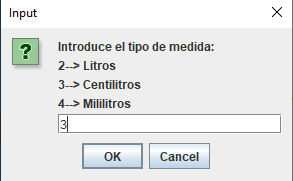 Input
Introduce el tipo de medida:
2--> Litros
3--> Centilitros
4--> Mililitros
3
OK Cancel